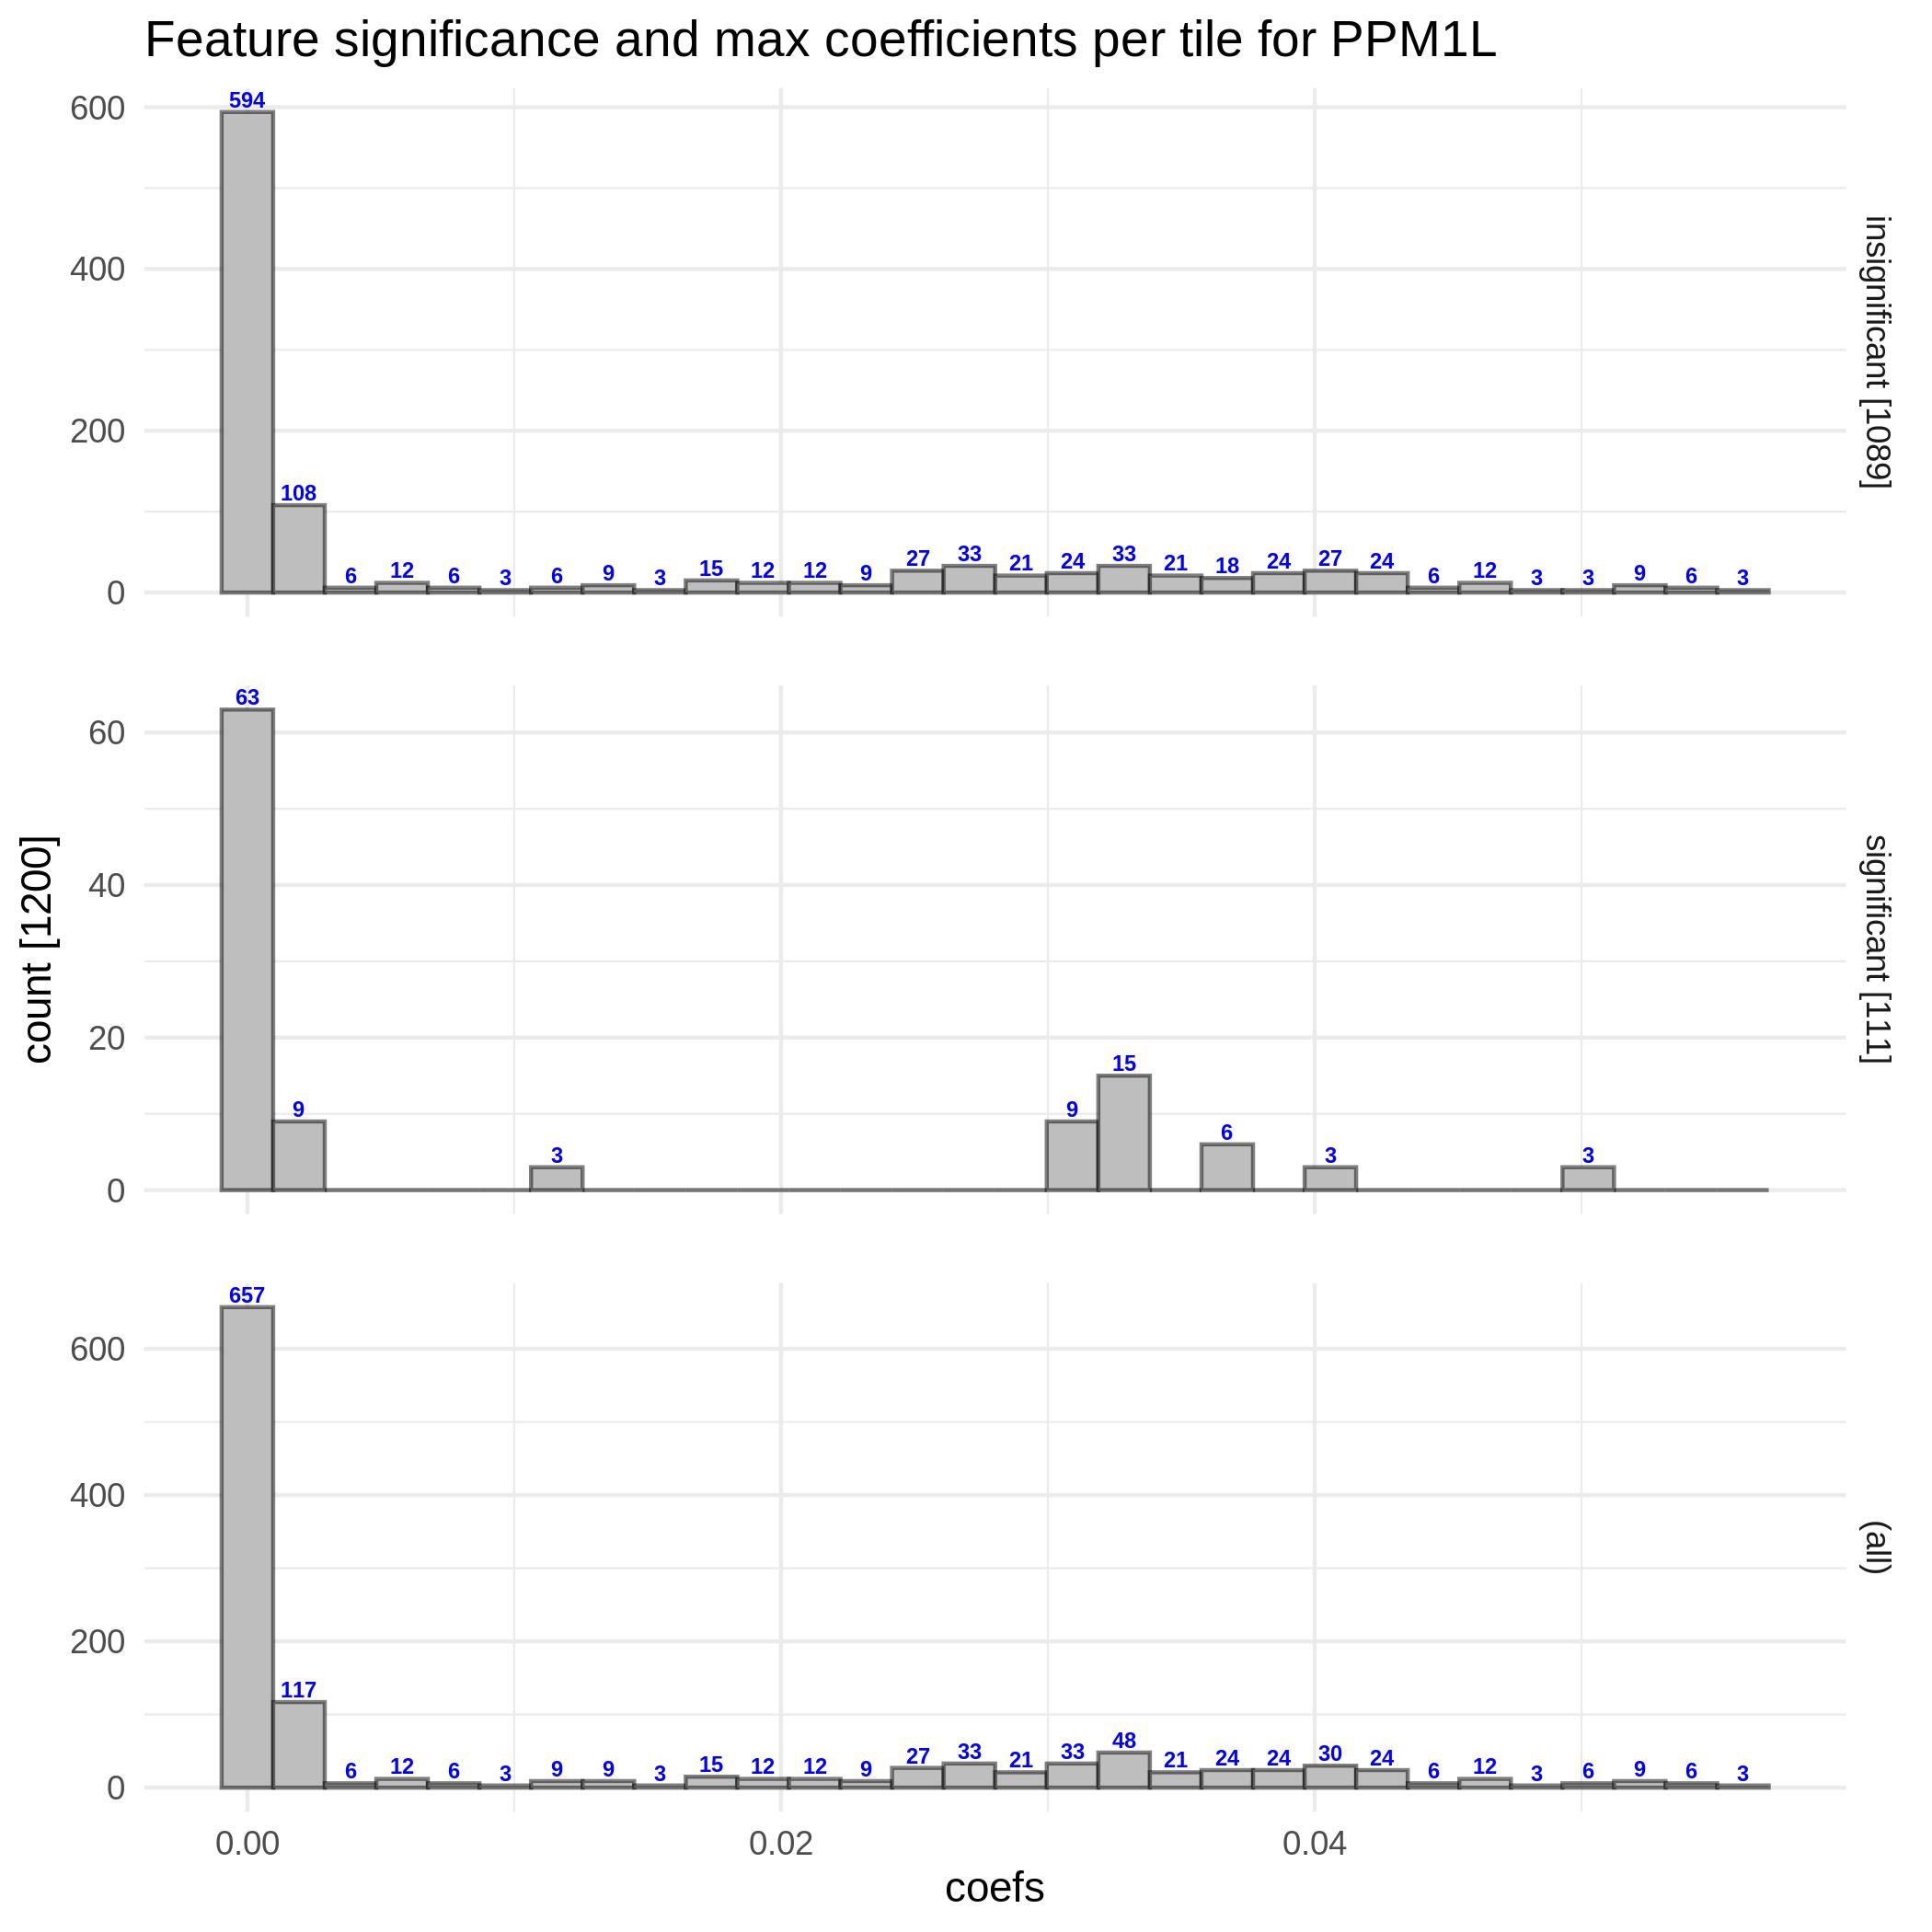 Feature significance and max coefficients per tile for PPM1L
600
400
200
0
594
108
6 12 6 3 6 9 3 15 12 12 9 27 33 21 24 33 21 18 24 27 24 6 12 3 3 9 6 3
insignificant [1089]
count [1200]
60
40
20
0
63
9
3
9
15
6
3
3
significant [111]
600
400
200
0
657
117
6 12 6 3 9 9 3 15 12 12 9 27 33 21 33 48 21 24 24 30 24 6 12 3 6 9 6 3
(all)
0.00 0.02 0.04
coefs